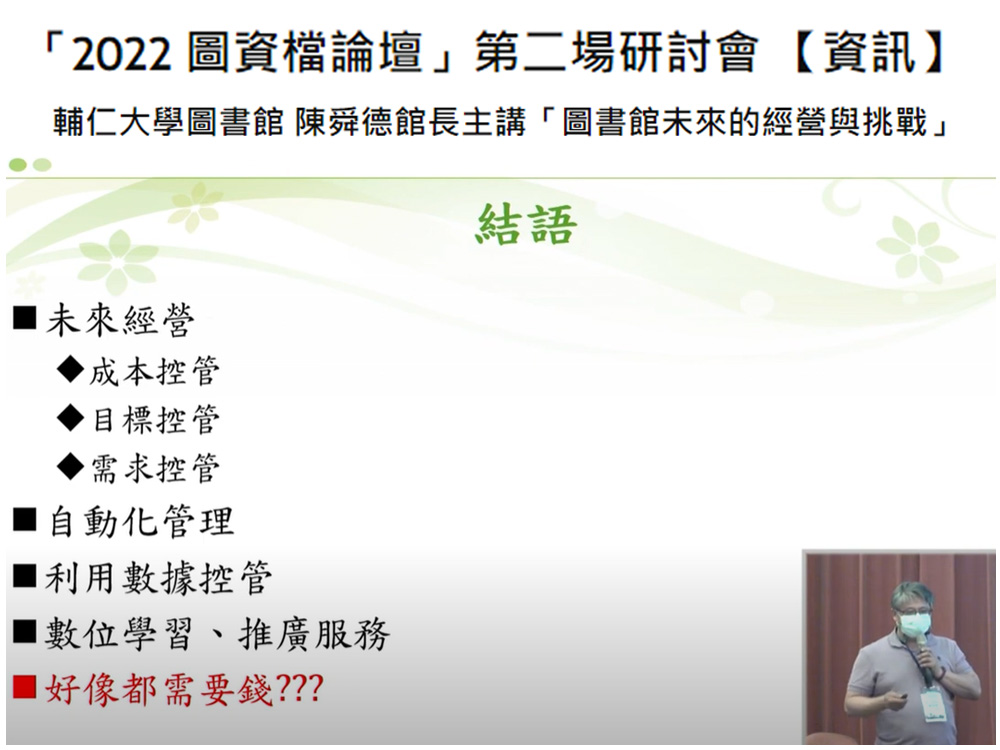 「2022 圖資檔論壇」第二場研討會 【資訊】
輔仁大學圖書館 陳舜德館長主講「圖書館未來的經營與挑戰」
結語
■未來經營
◆成本控管
◆目標控管
◆需求控管
■自動化管理
■利用數據控管
■數位學習、推廣服務
■好像都需要錢???